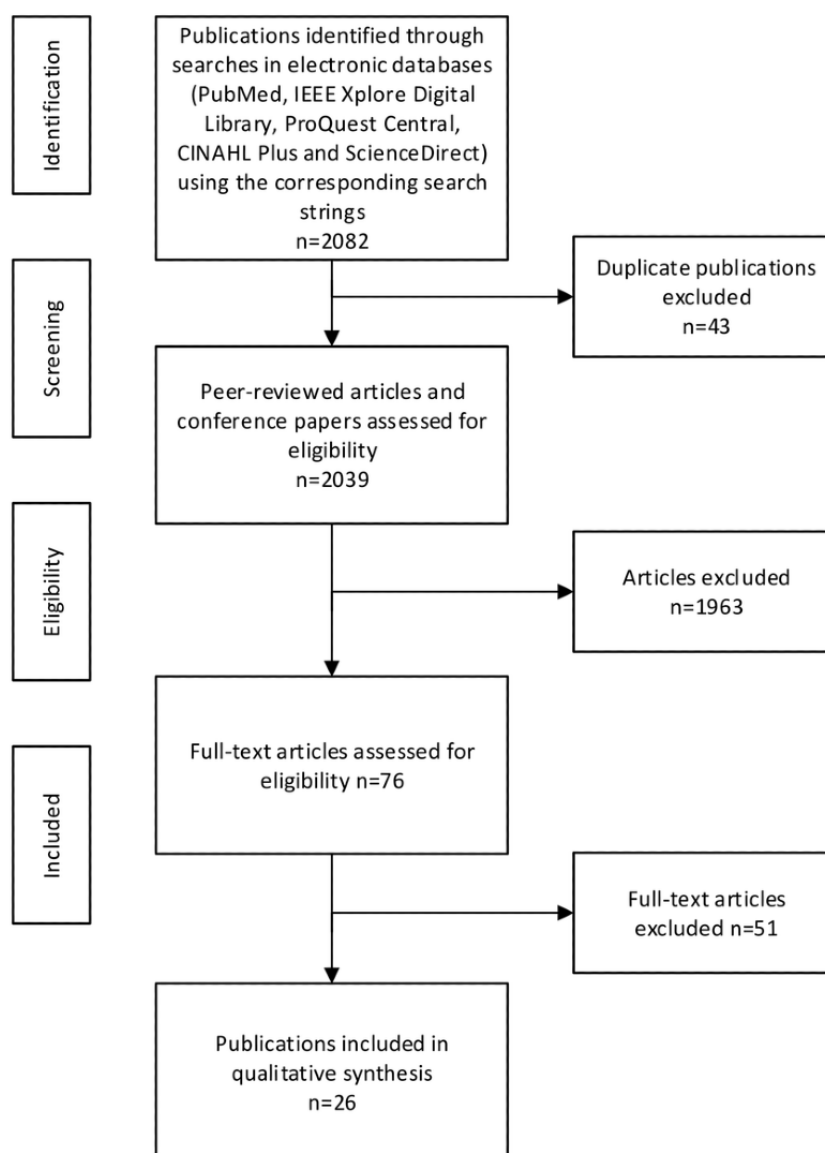 Identification
Publications identified through
searches in electronic databases
(PubMed, IEEE Xplore Digital
Library, ProQuest Central,
CINAHL Plus and ScienceDirect)
using the corresponding search
strings
n=2082
Duplicate publications
excluded
n=43
Screening
Peer-reviewed articles and
conference papers assessed for
eligibility
n=2039
Eligibility
Articles excluded
n=1963
Full-text articles assessed for
eligibility n=76
Included
Full-text articles
excluded n=51
Publications included in
qualitative synthesis
n=26